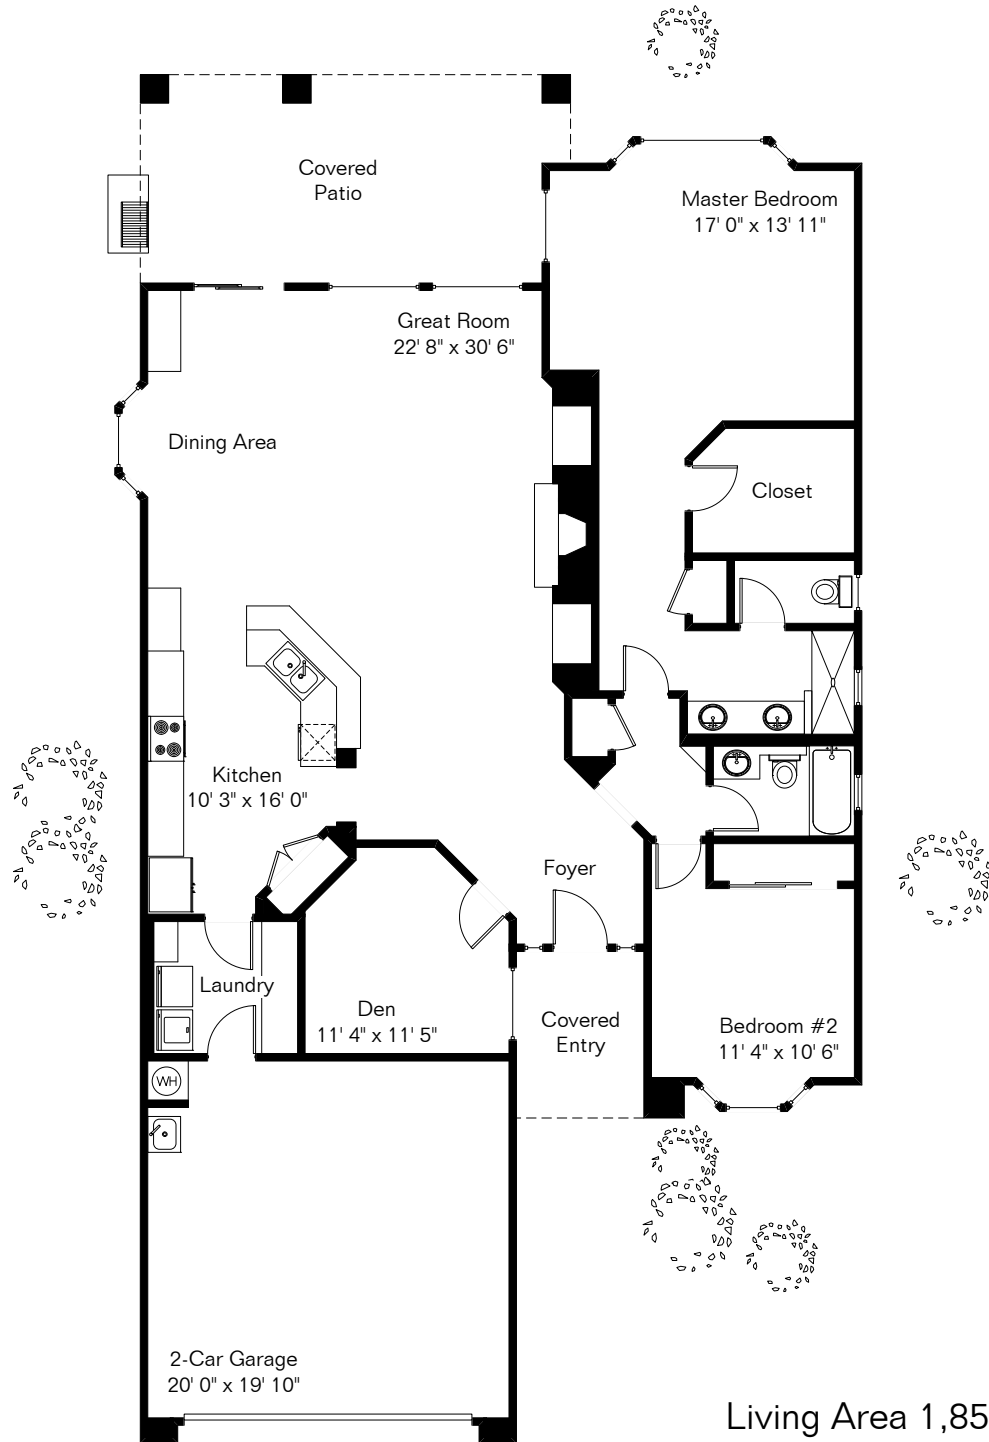 Covered
Patio
Master Bedroom
17' 0" x 13' 11"
Great Room
22' 8" x 30' 6"
Dining Area
Closet
Kitchen
10' 3" x 16' 0"
Foyer
Laundry
Den
11' 4" x 11' 5"
Covered
Entry
Bedroom #2
11' 4" x 10' 6"
WH
2-Car Garage
20' 0" x 19' 10"
Living Area 1,85